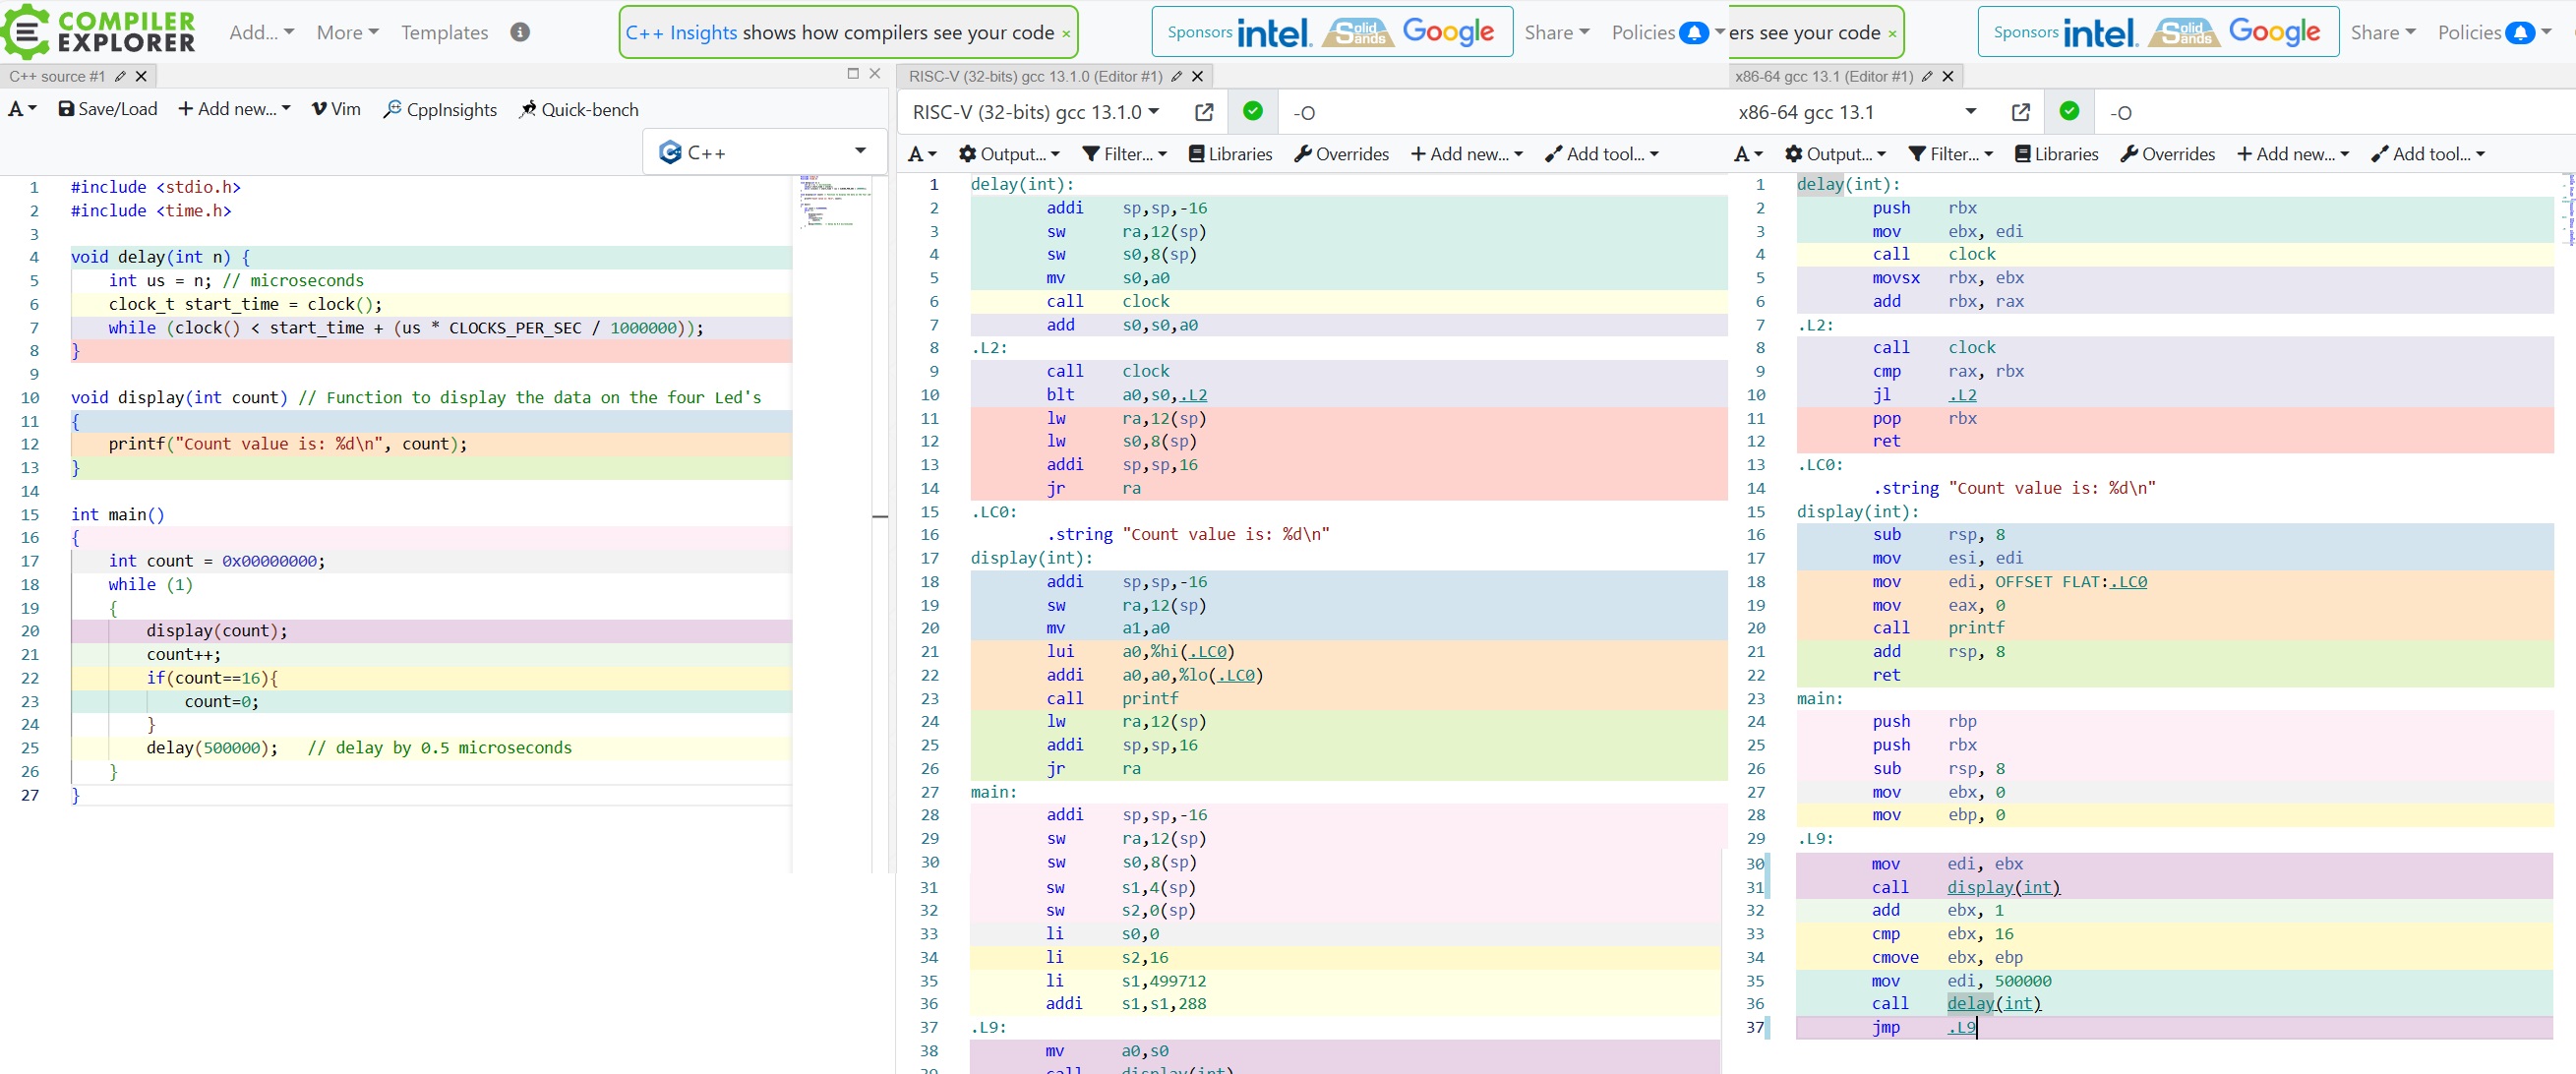 COMPILER EXPLORER Add... More Templates C++ Insights shows how compilers see your code × Sponsors intel. Solid Sands Google Share Policies ers see your code × Sponsors intel. Solid Sands Google Share Policies
C++ source #1
A Save/Load + Add new... Vim CppInsights Quick-bench
C++
1 #include <stdio.h>
2 #include <time.h>
3
4 void delay(int n) {
5 int us = n; // microseconds
6 clock_t start_time = clock();
7 while (clock() < start_time + (us * CLOCKS_PER_SEC / 1000000));
8 }
9
10 void display(int count) // Function to display the data on the four Led's
11 {
12 printf("Count value is: %d\n", count);
13 }
14
15 int main()
16 {
17 int count = 0x00000000;
18 while (1)
19 {
20 display(count);
21 count++;
22 if(count==16){
23 count=0;
24 }
25 delay(500000); // delay by 0.5 microseconds
26 }
27 }
RISC-V (32-bits) gcc 13.1.0 (Editor #1)
RISC-V (32-bits) gcc 13.1.0 -O
A Output... Filter... Libraries Overrides + Add new... Add tool...
1 delay(int):
2 addi sp,sp,-16
3 sw ra,12(sp)
4 sw s0,8(sp)
5 mv s0,a0
6 call clock
7 add s0,s0,a0
8 .L2:
9 call clock
10 blt a0,s0,.L2
11 lw ra,12(sp)
12 lw s0,8(sp)
13 addi sp,sp,16
14 jr ra
15 .LC0:
16 .string "Count value is: %d\n"
17 display(int):
18 addi sp,sp,-16
19 sw ra,12(sp)
20 mv a1,a0
21 lui a0,%hi(.LC0)
22 addi a0,a0,%lo(.LC0)
23 call printf
24 lw ra,12(sp)
25 addi sp,sp,16
26 jr ra
27 main:
28 addi sp,sp,-16
29 sw ra,12(sp)
30 sw s0,8(sp)
31 sw s1,4(sp)
32 sw s2,0(sp)
33 li s0,0
34 li s2,16
35 li s1,499712
36 addi s1,s1,288
37 .L9:
38 mv a0,s0
39 call display(int)
x86-64 gcc 13.1 (Editor #1)
x86-64 gcc 13.1 -O
A Output... Filter... Libraries Overrides + Add new... Add tool...
1 delay(int):
2 push rbx
3 mov ebx, edi
4 call clock
5 movsx rbx, ebx
6 add rbx, rax
7 .L2:
8 call clock
9 cmp rax, rbx
10 jl .L2
11 pop rbx
12 ret
13 .LC0:
14 .string "Count value is: %d\n"
15 display(int):
16 sub rsp, 8
17 mov esi, edi
18 mov edi, OFFSET FLAT:.LC0
19 mov eax, 0
20 call printf
21 add rsp, 8
22 ret
23 main:
24 push rbp
25 push rbx
26 sub rsp, 8
27 mov ebx, 0
28 mov ebp, 0
29 .L9:
30 mov edi, ebx
31 call display(int)
32 add ebx, 1
33 cmp ebx, 16
34 cmove ebx, ebp
35 mov edi, 500000
36 call delay(int)
37 jmp .L9